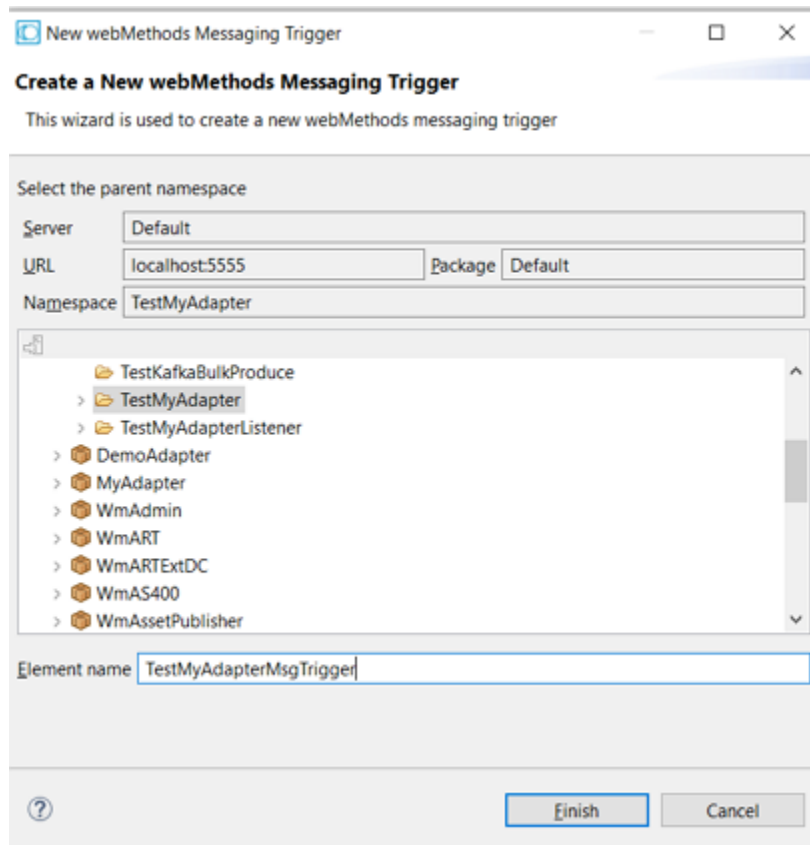 New webMethods Messaging Trigger
Create a New webMethods Messaging Trigger
This wizard is used to create a new webMethods messaging trigger
Select the parent namespace
Server Default
URL localhost:5555 Package Default
Namespace TestMyAdapter
TestKafkaBulkProduce
TestMyAdapter
TestMyAdapterListener
DemoAdapter
MyAdapter
WmAdmin
WmART
WmARTExtDC
WmAS400
WmAssetPublisher
Element name TestMyAdapterMsgTrigger
Finish Cancel